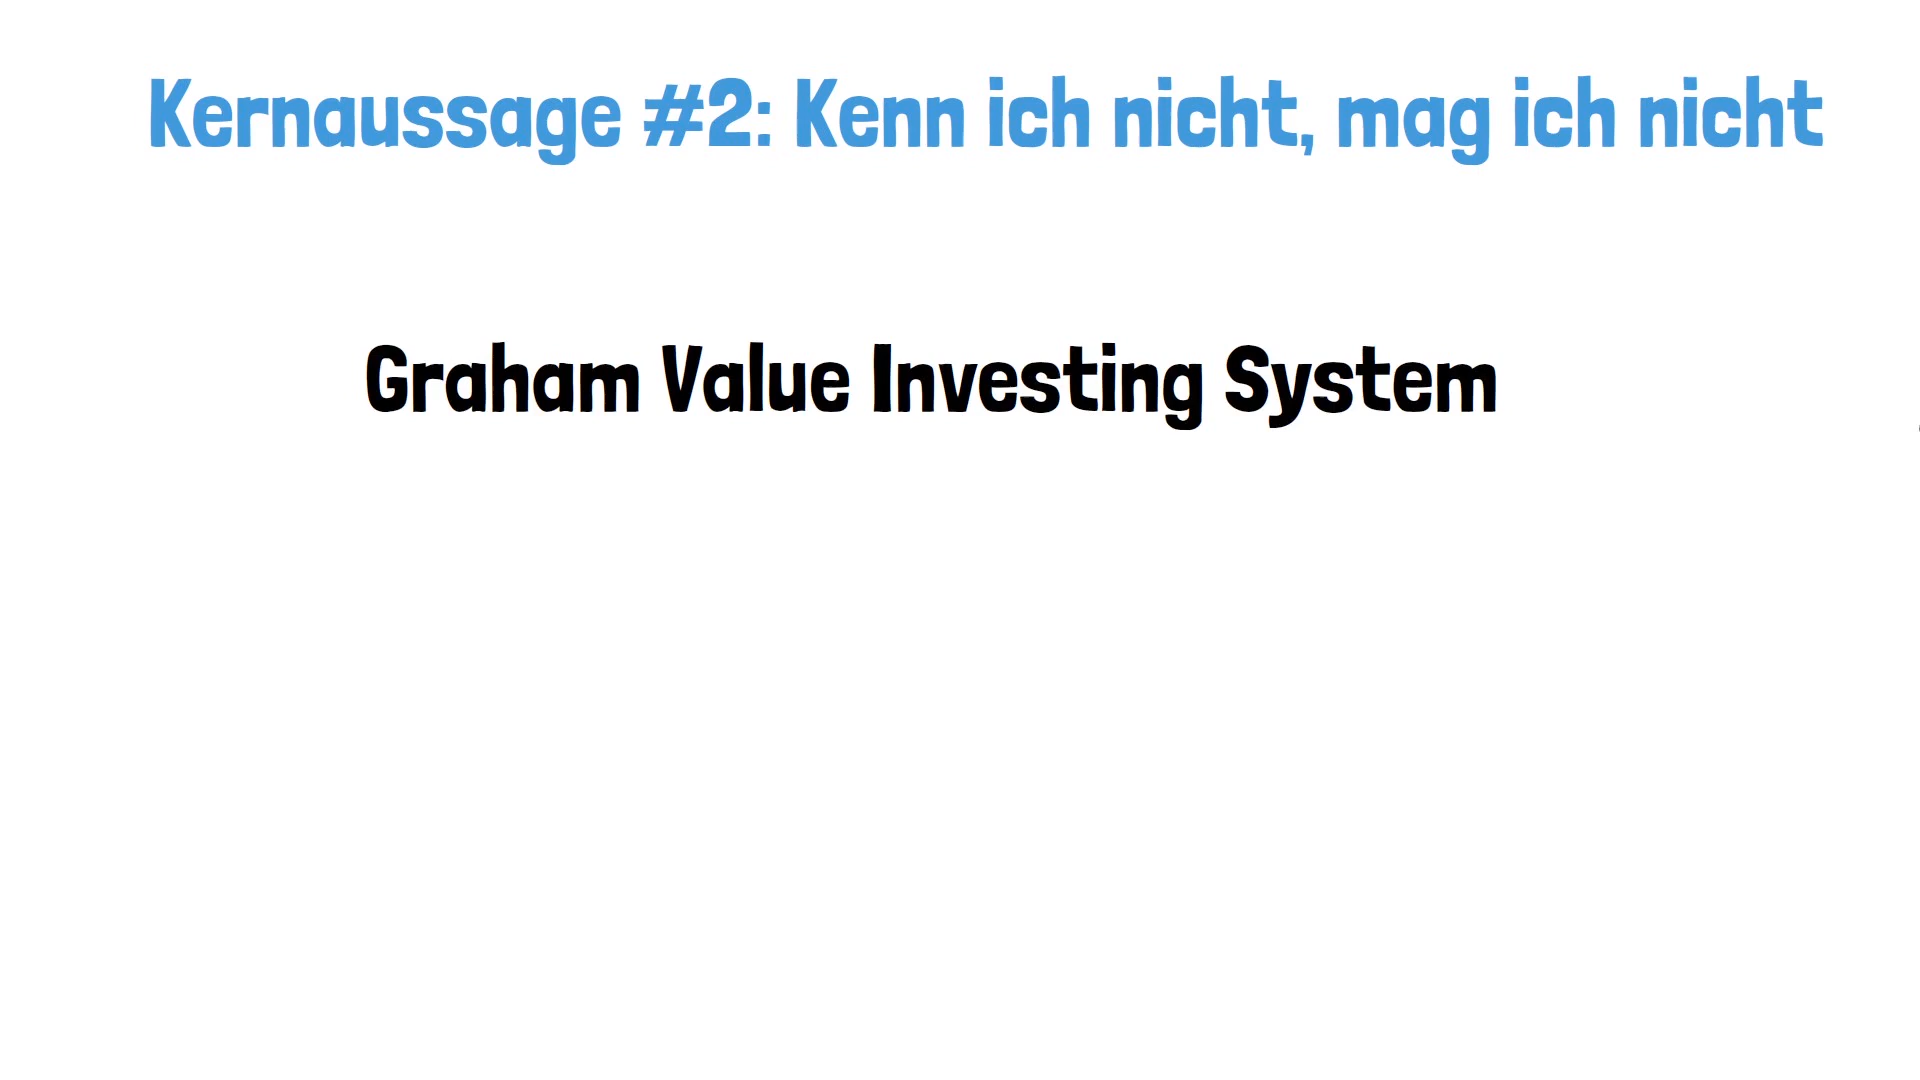 Kernaussage #2: Kenn ich nicht, mag ich nicht
Graham Value Investing System